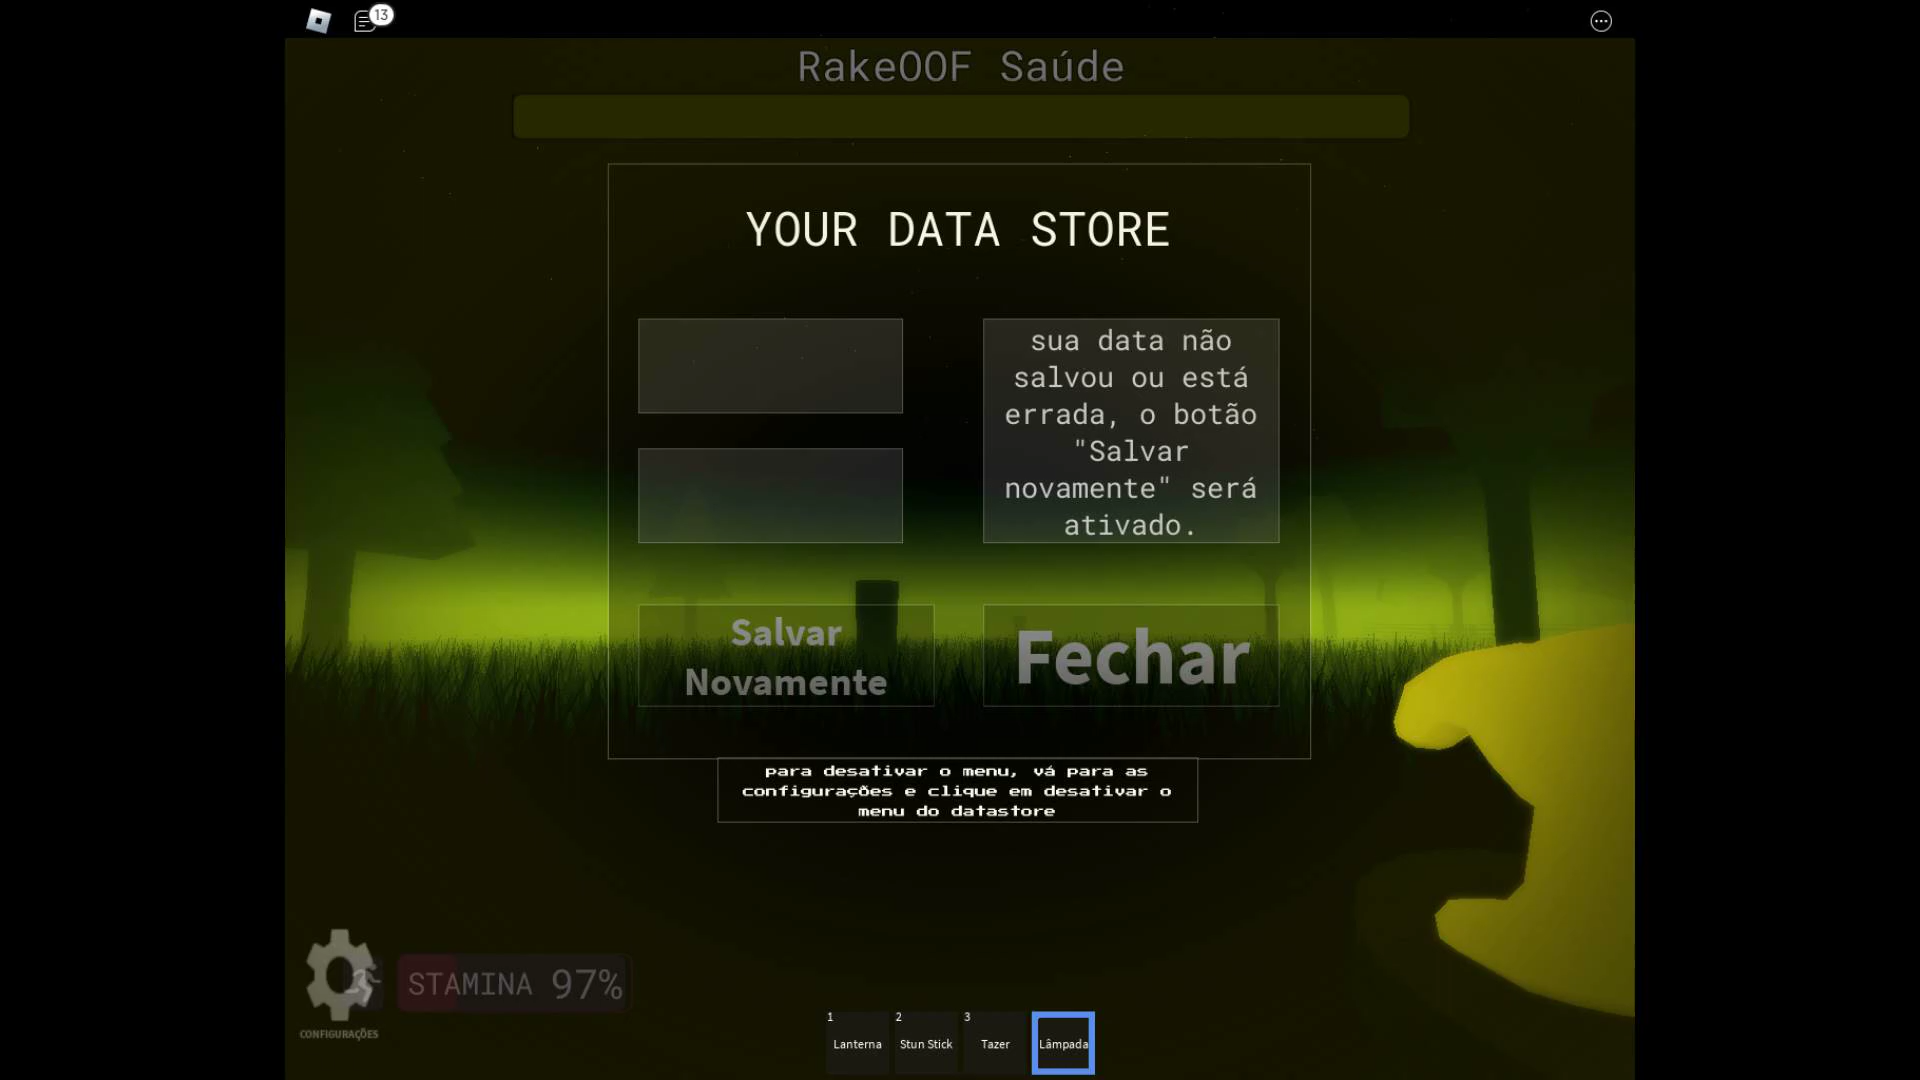 13
RakeOOF Saúde
YOUR DATA STORE
sua data não
salvou ou está
errada, o botão
"Salvar
novamente" será
ativado.
Salvar
Novamente
Fechar
para desativar o menu, vá para as
configurações e clique em desativar o
menu do datastore
STAMINA 97%
CONFIGURAÇÕES
1
Lanterna
2
Stun Stick
3
Tazer
Lâmpada